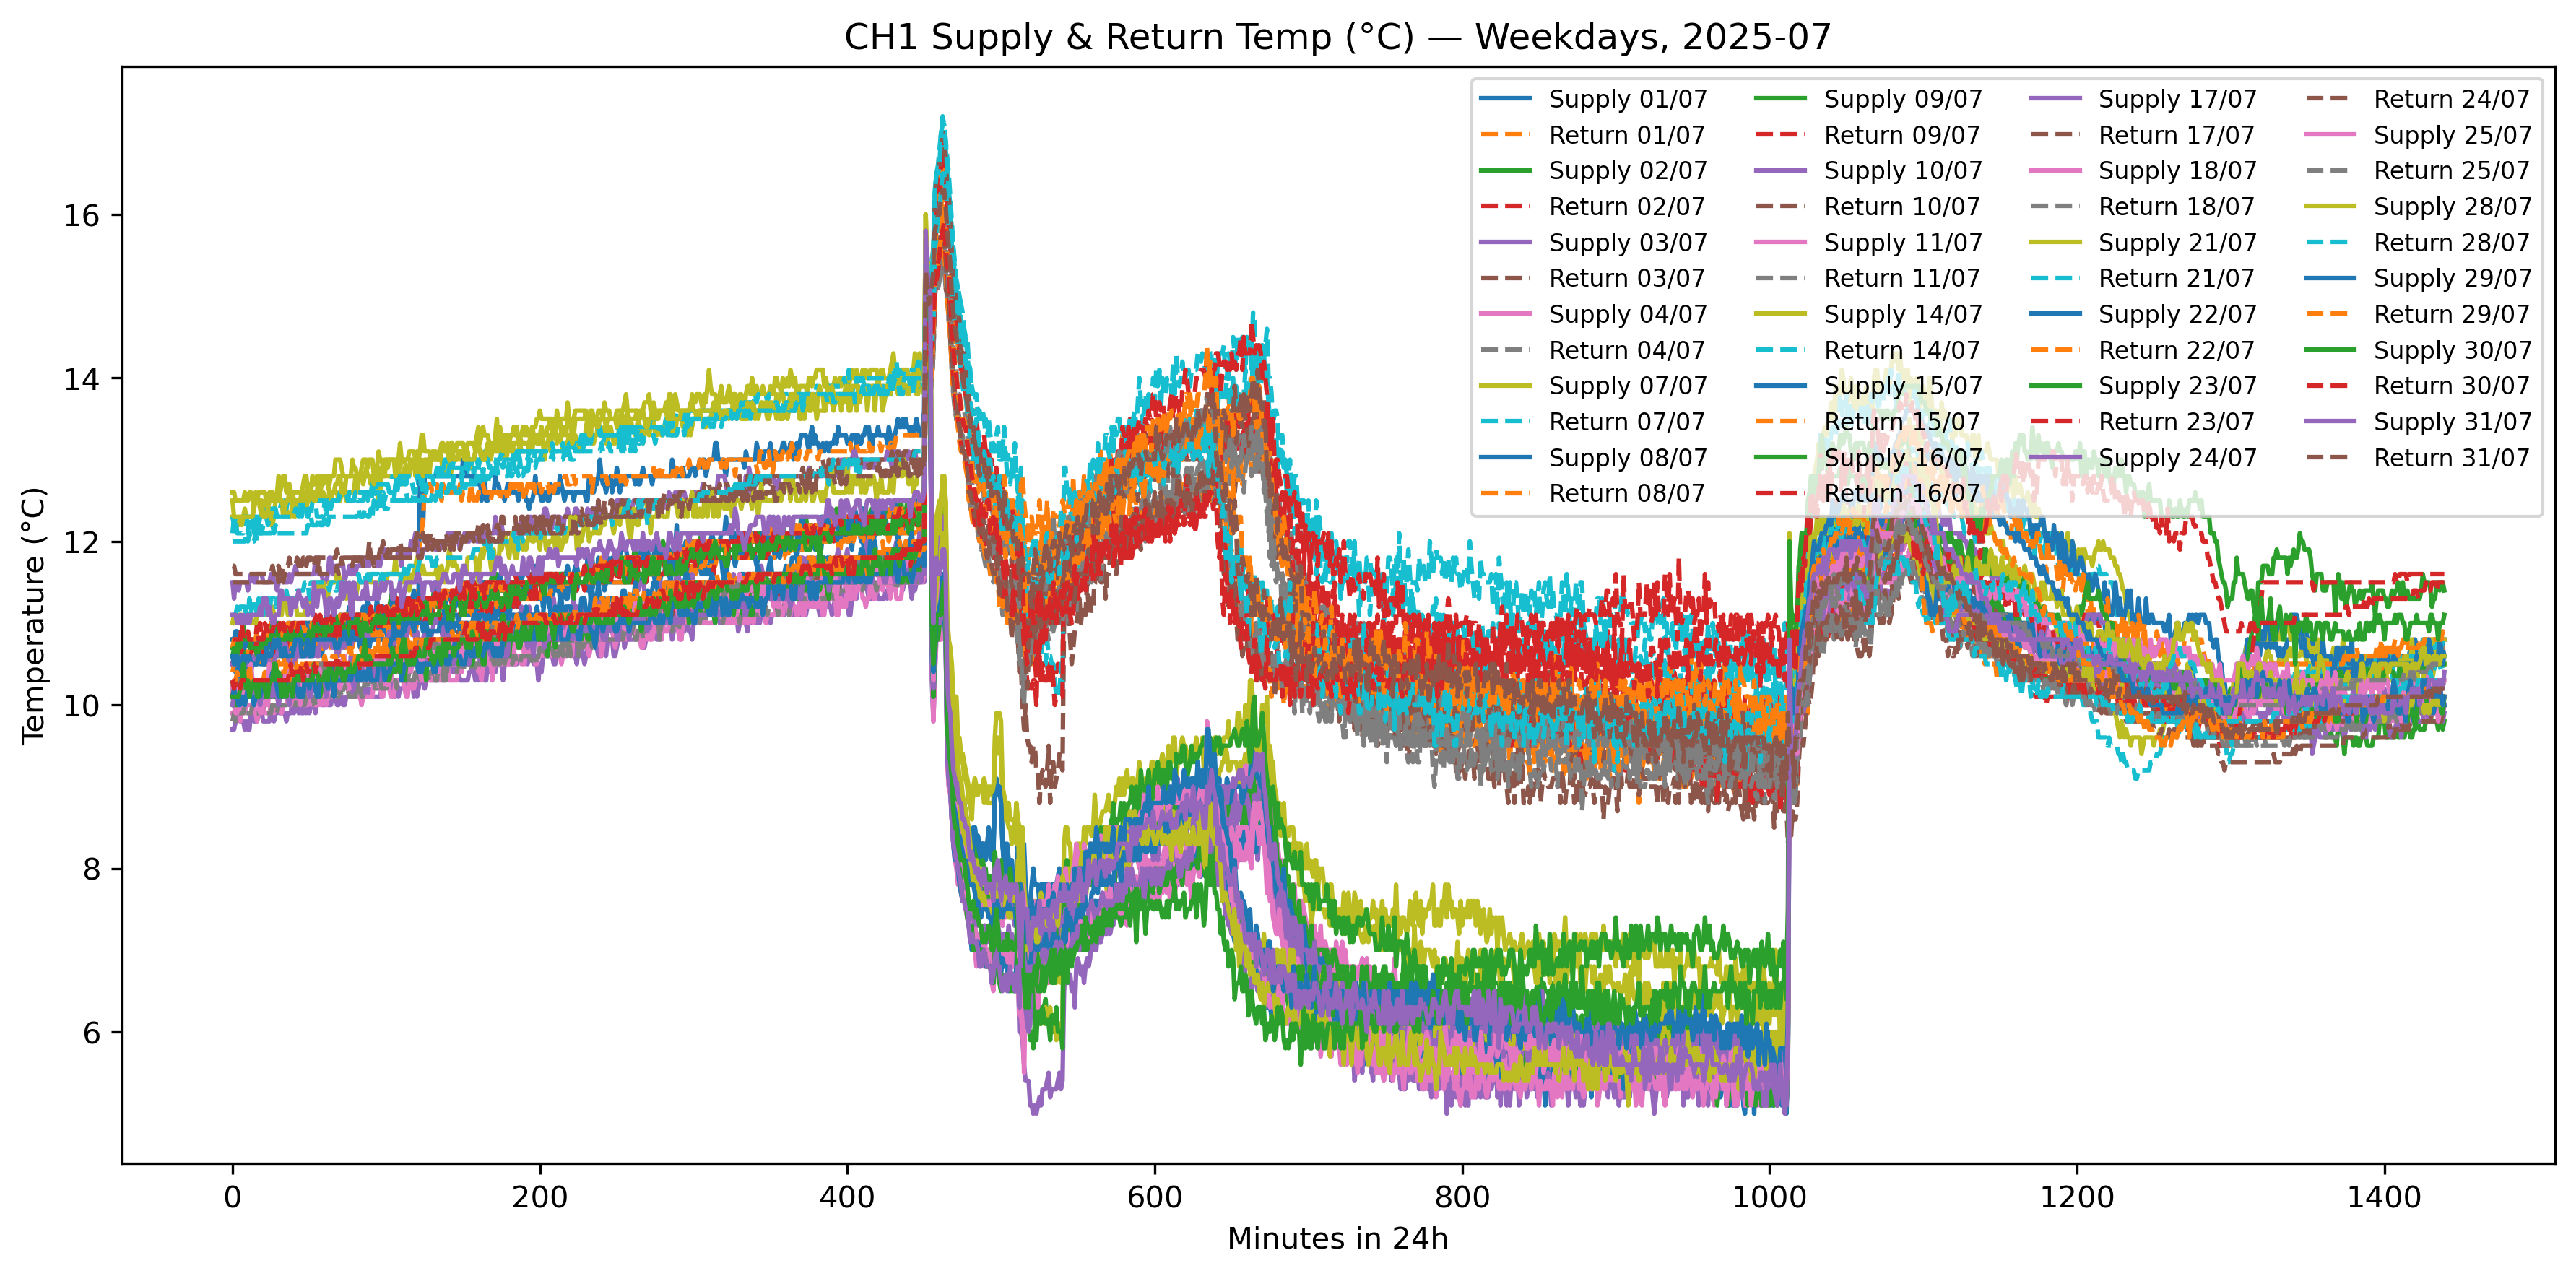 CH1 Supply & Return Temp (°C) — Weekdays, 2025-07
Temperature (°C)
16
14
12
10
8
6
0
200
400
600
800
1000
1200
1400
Minutes in 24h
Supply 01/07
Return 01/07
Supply 02/07
Return 02/07
Supply 03/07
Return 03/07
Supply 04/07
Return 04/07
Supply 07/07
Return 07/07
Supply 08/07
Return 08/07
Supply 09/07
Return 09/07
Supply 10/07
Return 10/07
Supply 11/07
Return 11/07
Supply 14/07
Return 14/07
Supply 15/07
Return 15/07
Supply 16/07
Return 16/07
Supply 17/07
Return 17/07
Supply 18/07
Return 18/07
Supply 21/07
Return 21/07
Supply 22/07
Return 22/07
Supply 23/07
Return 23/07
Supply 24/07
Return 24/07
Supply 25/07
Return 25/07
Supply 28/07
Return 28/07
Supply 29/07
Return 29/07
Supply 30/07
Return 30/07
Supply 31/07
Return 31/07